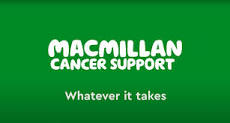 MACMILLAN
CANCER SUPPORT
Whatever it takes